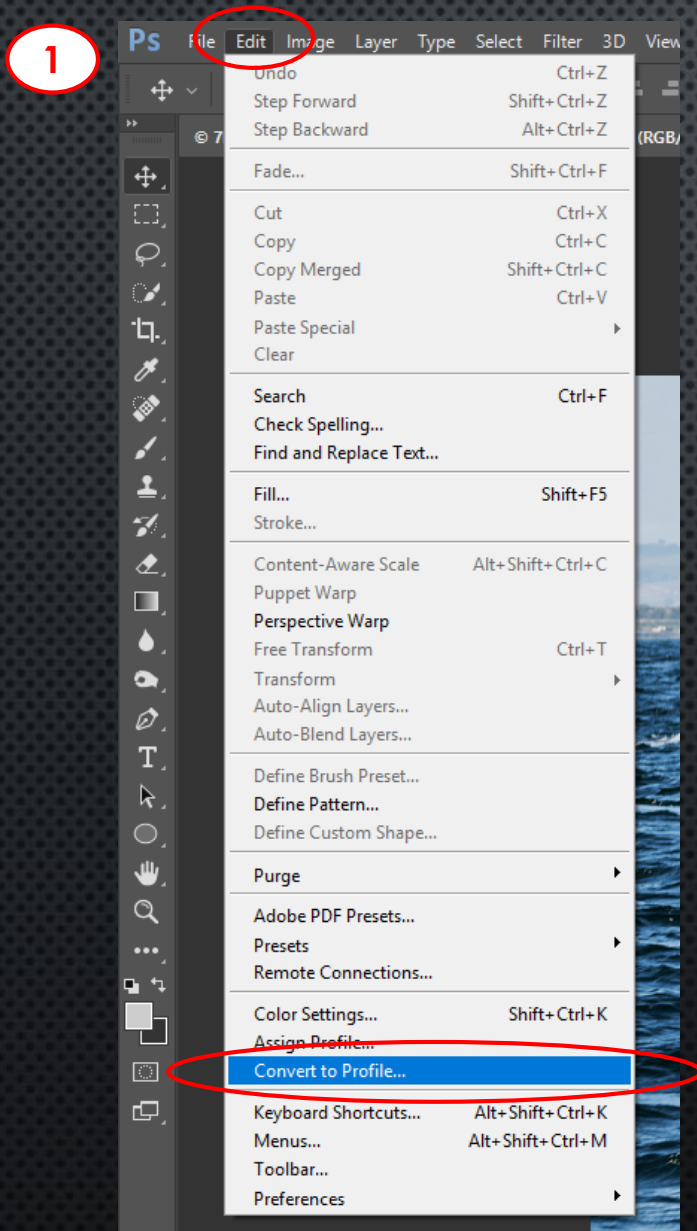 1
Ps File Edit Image Layer Type Select Filter 3D View
Undo Ctrl+Z
Step Forward Shift+Ctrl+Z
Step Backward Alt+Ctrl+Z
© 7 (RGB/
Fade... Shift+Ctrl+F
Cut Ctrl+X
Copy Ctrl+C
Copy Merged Shift+Ctrl+C
Paste Ctrl+V
Paste Special
Clear
Search Ctrl+F
Check Spelling...
Find and Replace Text...
Fill... Shift+F5
Stroke...
Content-Aware Scale Alt+Shift+Ctrl+C
Puppet Warp
Perspective Warp
Free Transform Ctrl+T
Transform
Auto-Align Layers...
Auto-Blend Layers...
T
Define Brush Preset...
Define Pattern...
Define Custom Shape...
Purge
Adobe PDF Presets...
Presets
Remote Connections...
Color Settings... Shift+Ctrl+K
Assign Profile...
Convert to Profile...
Keyboard Shortcuts... Alt+Shift+Ctrl+K
Menus... Alt+Shift+Ctrl+M
Toolbar...
Preferences